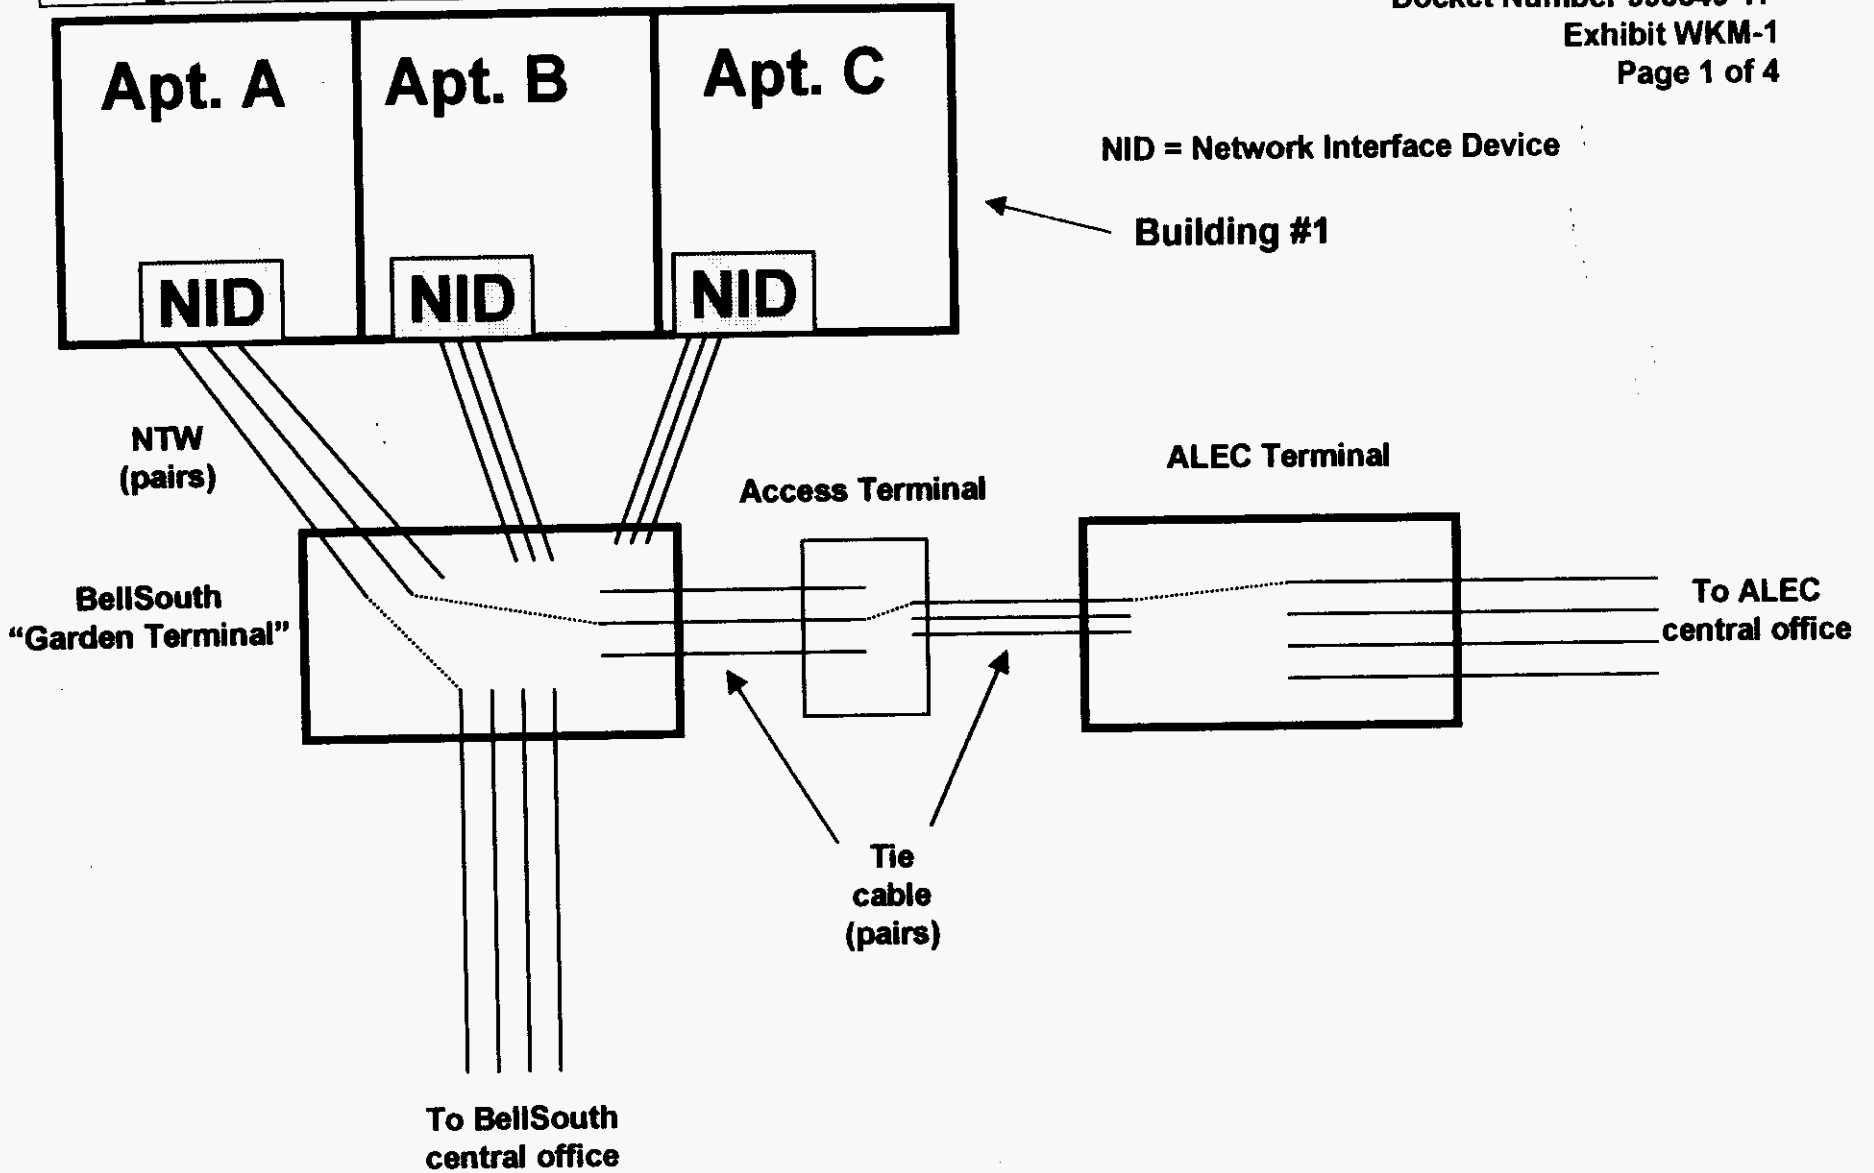 Exhibit WKM-1
Page 1 of 4
Apt. A
Apt. B
Apt. C
NID = Network Interface Device
Building #1
NID
NID
NID
NTW
(pairs)
Access Terminal
ALEC Terminal
BellSouth
“Garden Terminal”
To ALEC
central office
Tie
cable
(pairs)
To BellSouth
central office